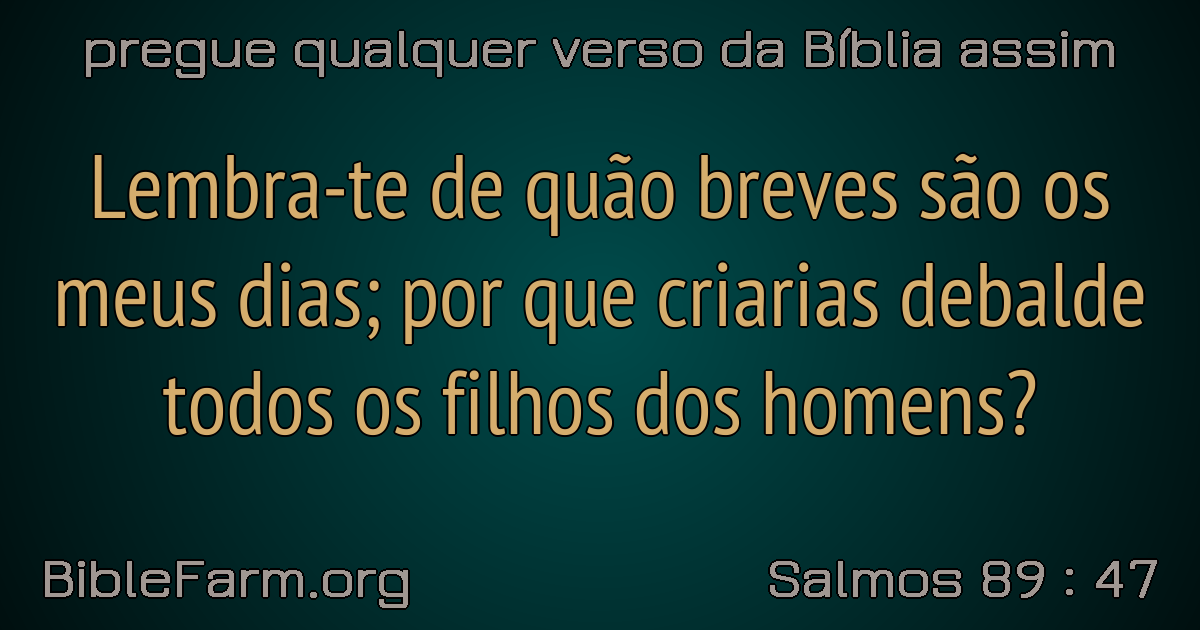 pregue qualquer verso da Bíblia assim
Lembra-te de quão breves são os
meus dias; por que criarias debalde
todos os filhos dos homens?
BibleFarm.org
Salmos 89 : 47